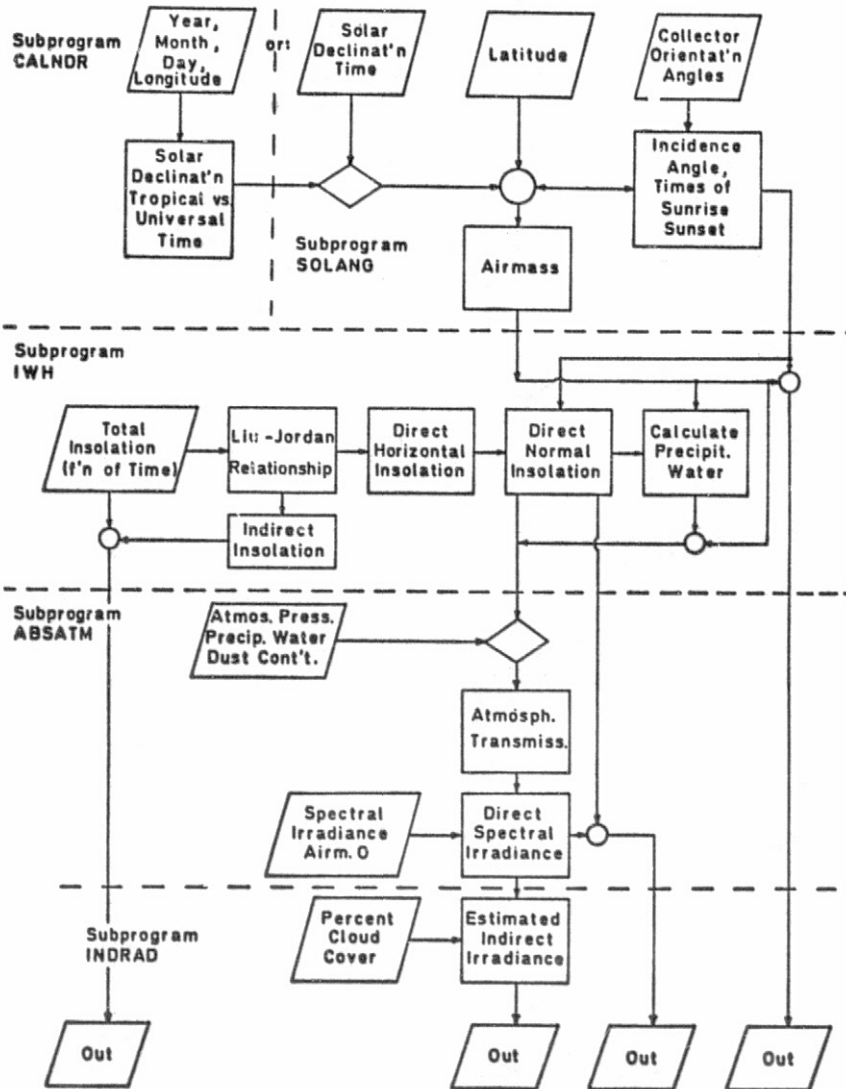 Subprogram
CALNDR
Year,
Month,
Day,
Longitude
or:
Solar
Declinat'n
Time
Latitude
Collector
Orientat'n
Angles
Solar
Declinat'n
Tropical vs.
Universal
Time
Subprogram
SOLANG
Incidence
Angle,
Times of
Sunrise
Sunset
Airmass
Subprogram
IWH
Total
Insolation
(f'n of Time)
Liu-Jordan
Relationship
Direct
Horizontal
Insolation
Direct
Normal
Insolation
Calculate
Precipit.
Water
Indirect
Insolation
Subprogram
ABSATM
Atmos. Press.
Precip. Water
Dust Cont't.
Atmosph.
Transmiss.
Spectral
Irradiance
Airm. 0
Direct
Spectral
Irradiance
Subprogram
INDRAD
Percent
Cloud
Cover
Estimated
Indirect
Irradiance
Out
Out
Out
Out